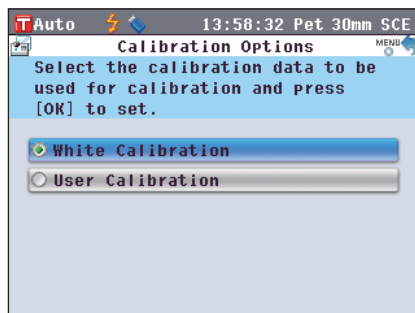 TAuto 13:58:32 Pet 30mm SCE
Calibration Options MENU
Select the calibration data to be
used for calibration and press
[OK] to set.
White Calibration
User Calibration